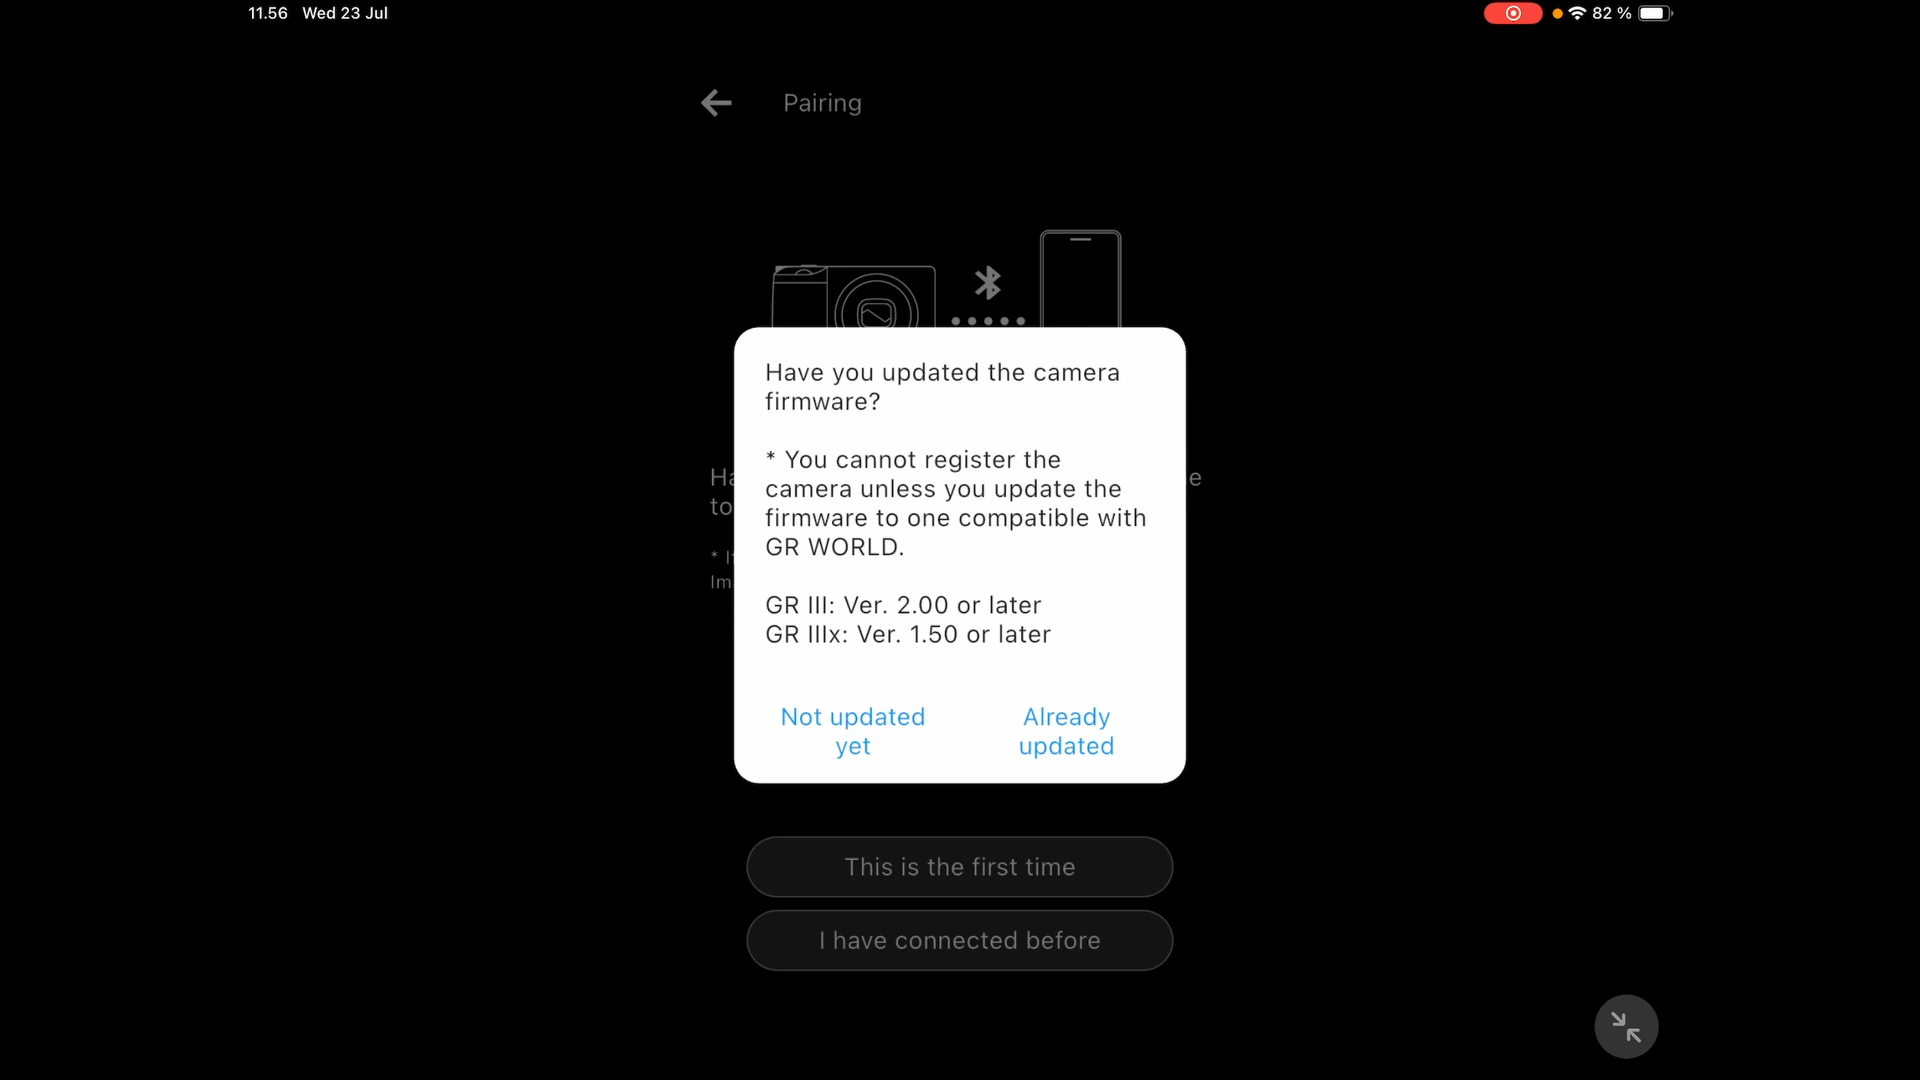 11.56 Wed 23 Jul
82 %
Pairing
Have you updated the camera
firmware?
* You cannot register the
camera unless you update the
firmware to one compatible with
GR WORLD.
GR III: Ver. 2.00 or later
GR IIIx: Ver. 1.50 or later
Not updated
yet
Already
updated
This is the first time
I have connected before